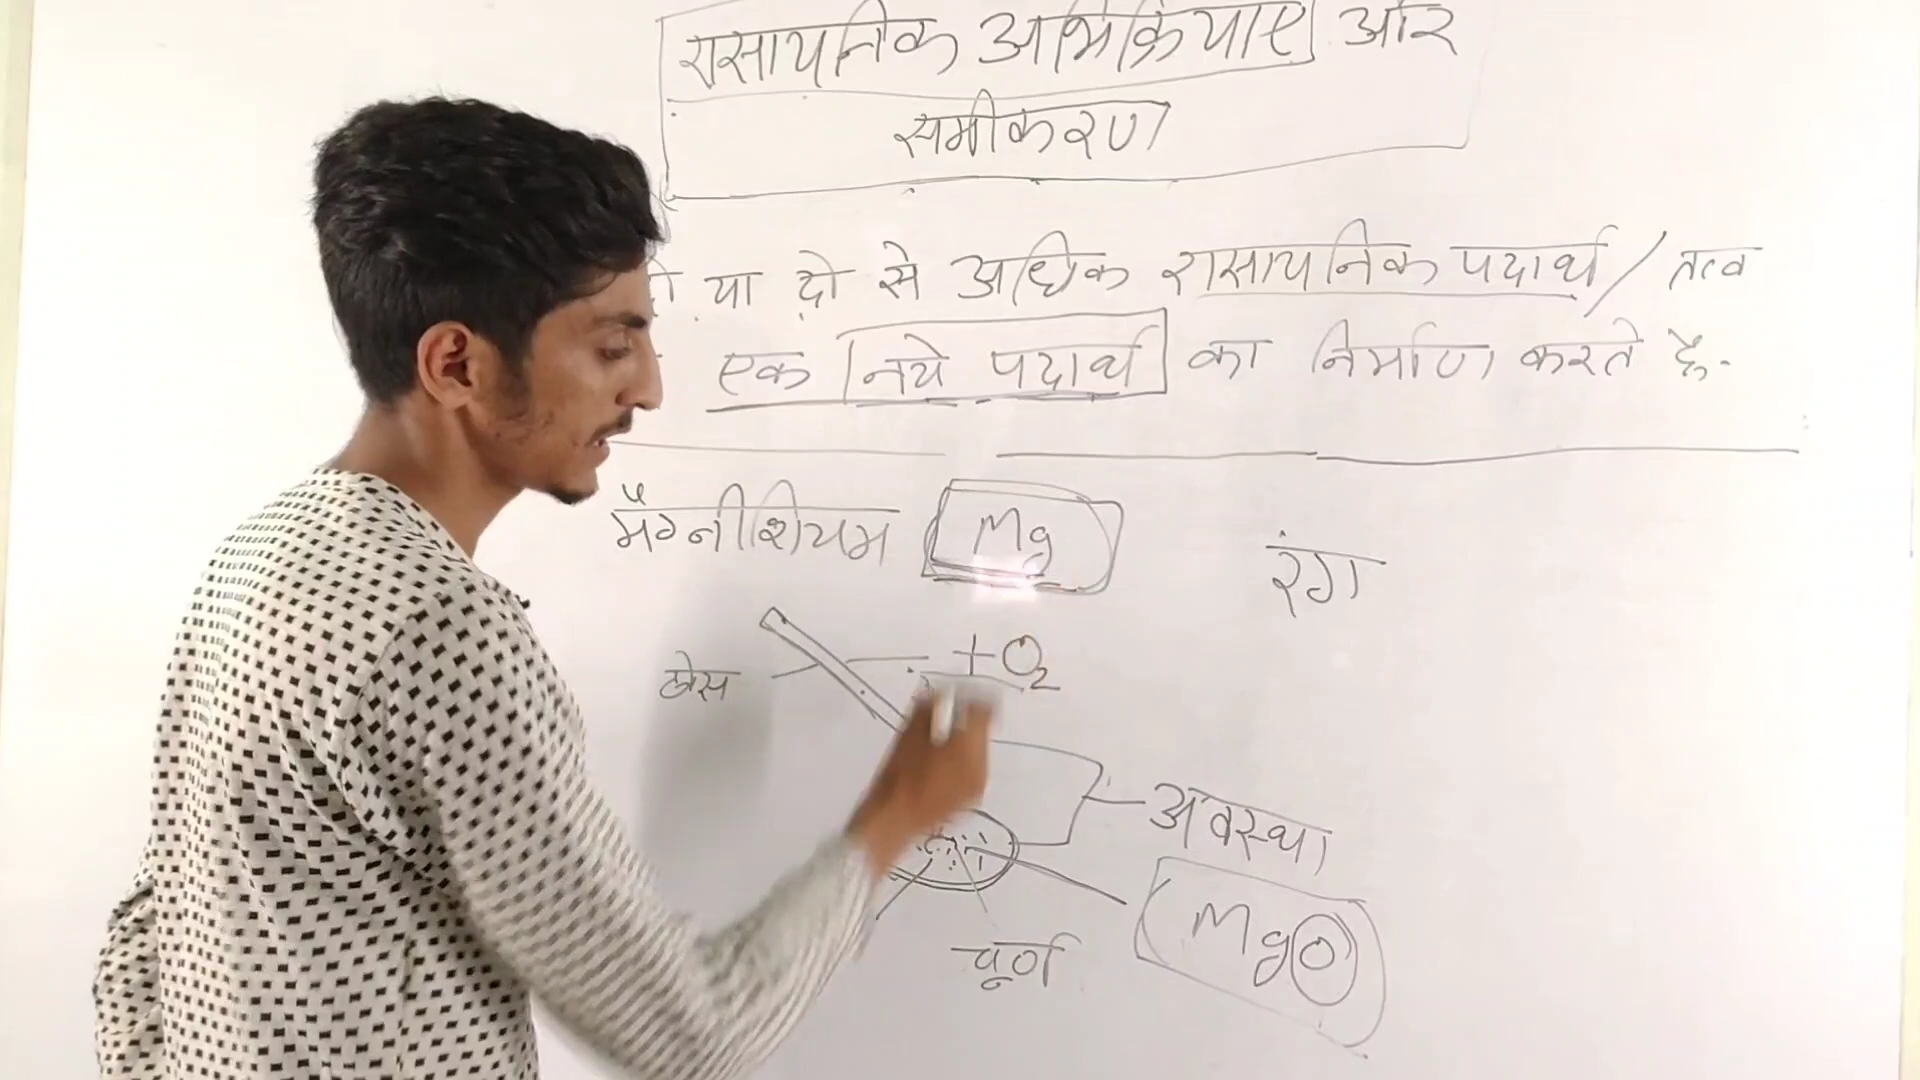 रासायनिक अभिक्रियाए और
समीकरण
या दो से अधिक रासायनिक पदार्थ / तत्व
एक नये पदार्थ का निर्माण करते है.
मैग्नीशियम Mg
रंग
ठोस + O2
अवस्था
चूर्ण MgO